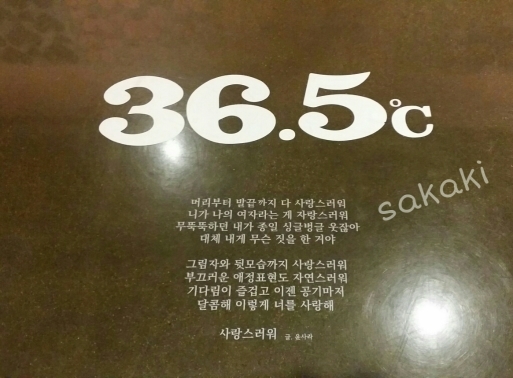 36.5℃
sakaki
머리부터 발끝까지 다 사랑스러워
니가 나의 여자라는 게 자랑스러워
무뚝뚝하던 내가 종일 싱글벙글 웃잖아
대체 내게 무슨 짓을 한 거야
그림자와 뒷모습까지 사랑스러워
부끄러운 애정표현도 자연스러워
기다림이 즐겁고 이젠 공기마저
달콤해 이렇게 너를 사랑해
사랑스러워 글. 윤사라